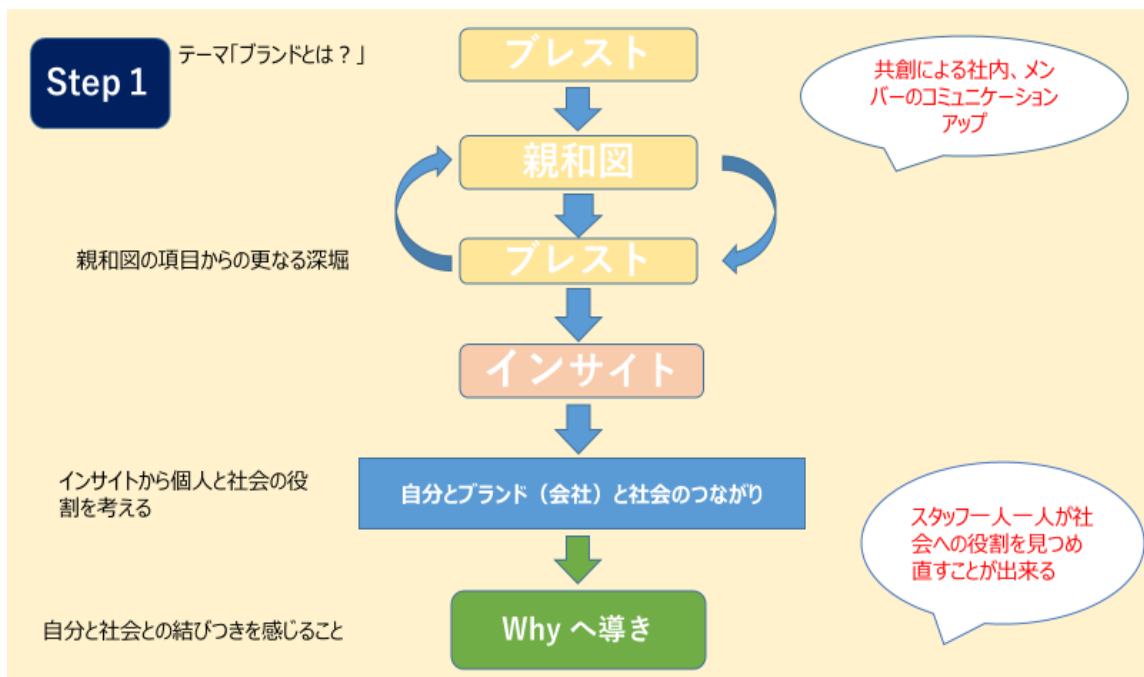 Step 1
テーマ「ブランドとは？」
ブレスト
共創による社内、メン
バーのコミュニケーション
アップ
親和図
親和図の項目からの更なる深堀
ブレスト
インサイト
インサイトから個人と社会の役
割を考える
自分とブランド（会社）と社会のつながり
スタッフ一人一人が社
会への役割を見つめ
直すことが出来る
自分と社会との結びつきを感じること
Why へ導き